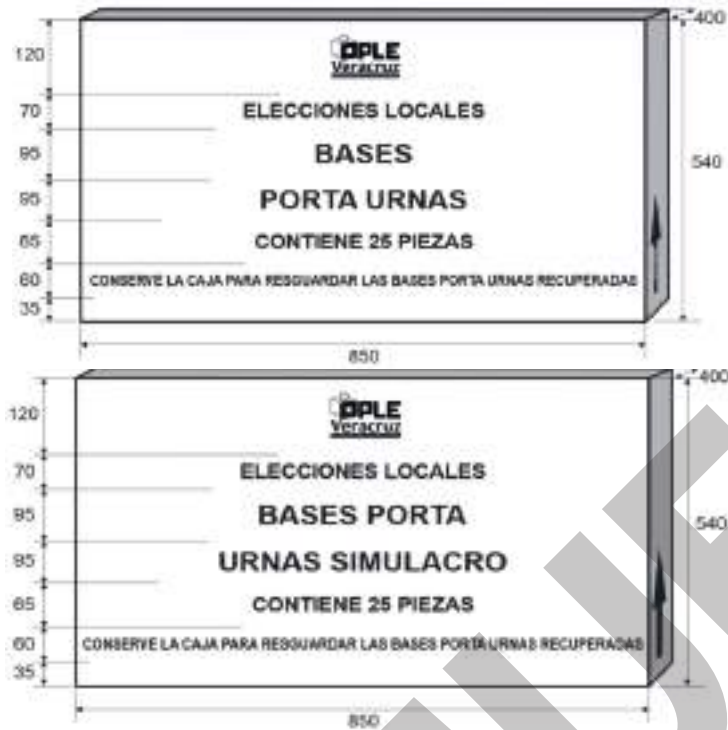 400
120
OPLE
Veracruz
70
ELECCIONES LOCALES
95
BASES
540
95
PORTA URNAS
65
CONTIENE 25 PIEZAS
60
CONSERVE LA CAJA PARA RESGUARDAR LAS BASES PORTA URNAS RECUPERADAS
35
850
400
120
OPLE
Veracruz
70
ELECCIONES LOCALES
95
BASES PORTA
540
95
URNAS SIMULACRO
65
CONTIENE 25 PIEZAS
60
CONSERVE LA CAJA PARA RESGUARDAR LAS BASES PORTA URNAS RECUPERADAS
35
850